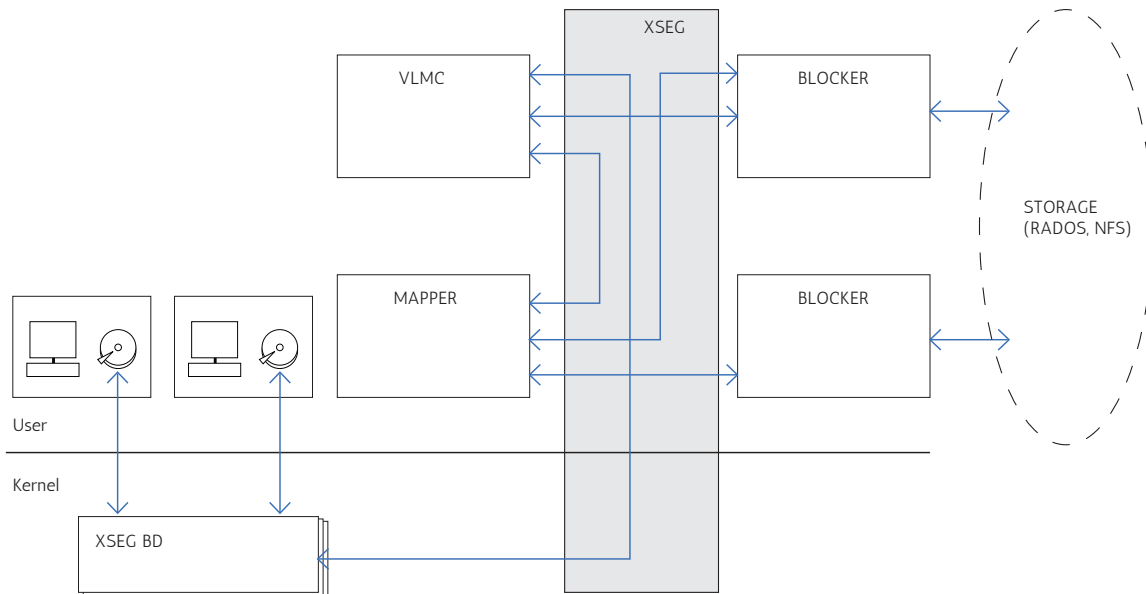 XSEG
VLMC
BLOCKER
STORAGE
(RADOS, NFS)
MAPPER
BLOCKER
User
Kernel
XSEG BD